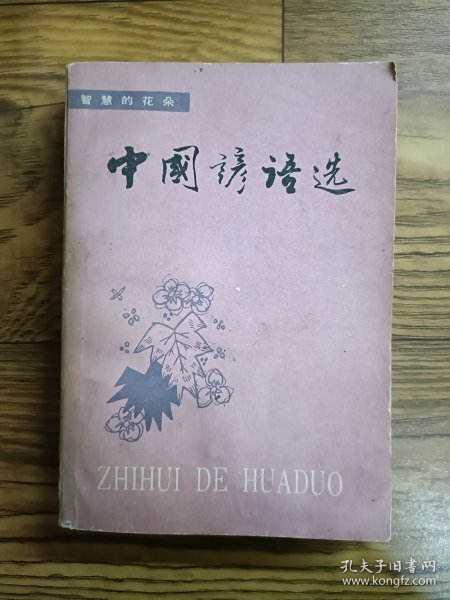 智慧的花朵
中國諺语选
ZHIHUI DE HUADUO
孔夫子旧书网
www.kongfz.com